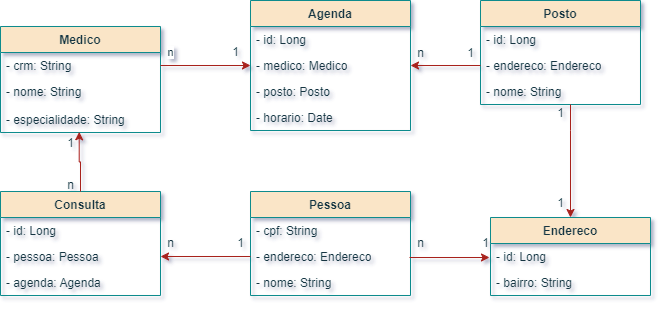 Medico
- crm: String
- nome: String
- especialidade: String
n
1
Agenda
- id: Long
- medico: Medico
- posto: Posto
- horario: Date
n
1
Posto
- id: Long
- endereco: Endereco
- nome: String
1
n
1
1
Consulta
- id: Long
- pessoa: Pessoa
- agenda: Agenda
n
1
Pessoa
- cpf: String
- endereco: Endereco
- nome: String
n
1
Endereco
- id: Long
- bairro: String